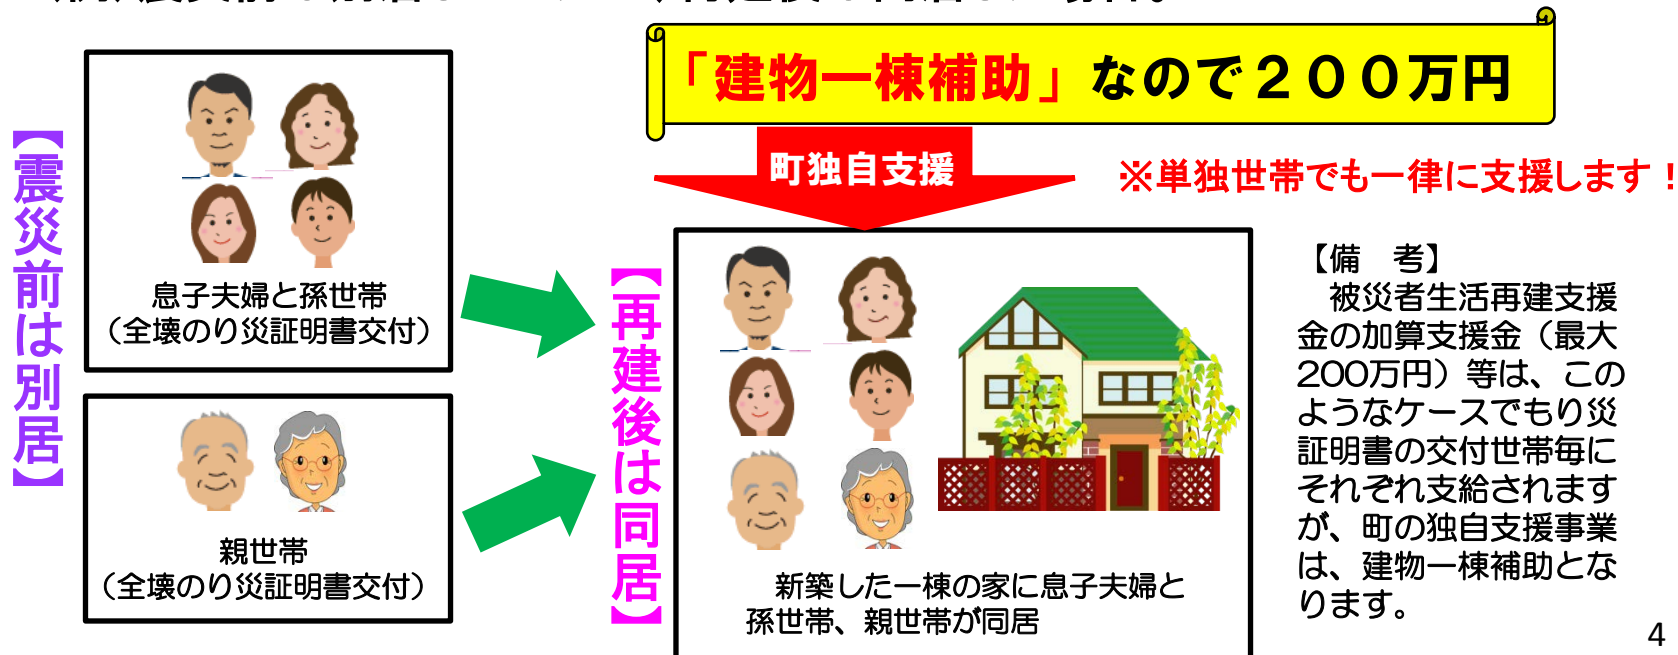 「建物一棟補助」なので２００万円
町独自支援
※単独世帯でも一律に支援します！
【震災前は別居】
息子夫婦と孫世帯
（全壊のり災証明書交付）
親世帯
（全壊のり災証明書交付）
【再建後は同居】
新築した一棟の家に息子夫婦と
孫世帯、親世帯が同居
【備　考】
　被災者生活再建支援
金の加算支援金（最大
200万円）等は、この
ようなケースでもり災
証明書の交付世帯毎に
それぞれ支給されます
が、町の独自支援事業
は、建物一棟補助とな
ります。
4